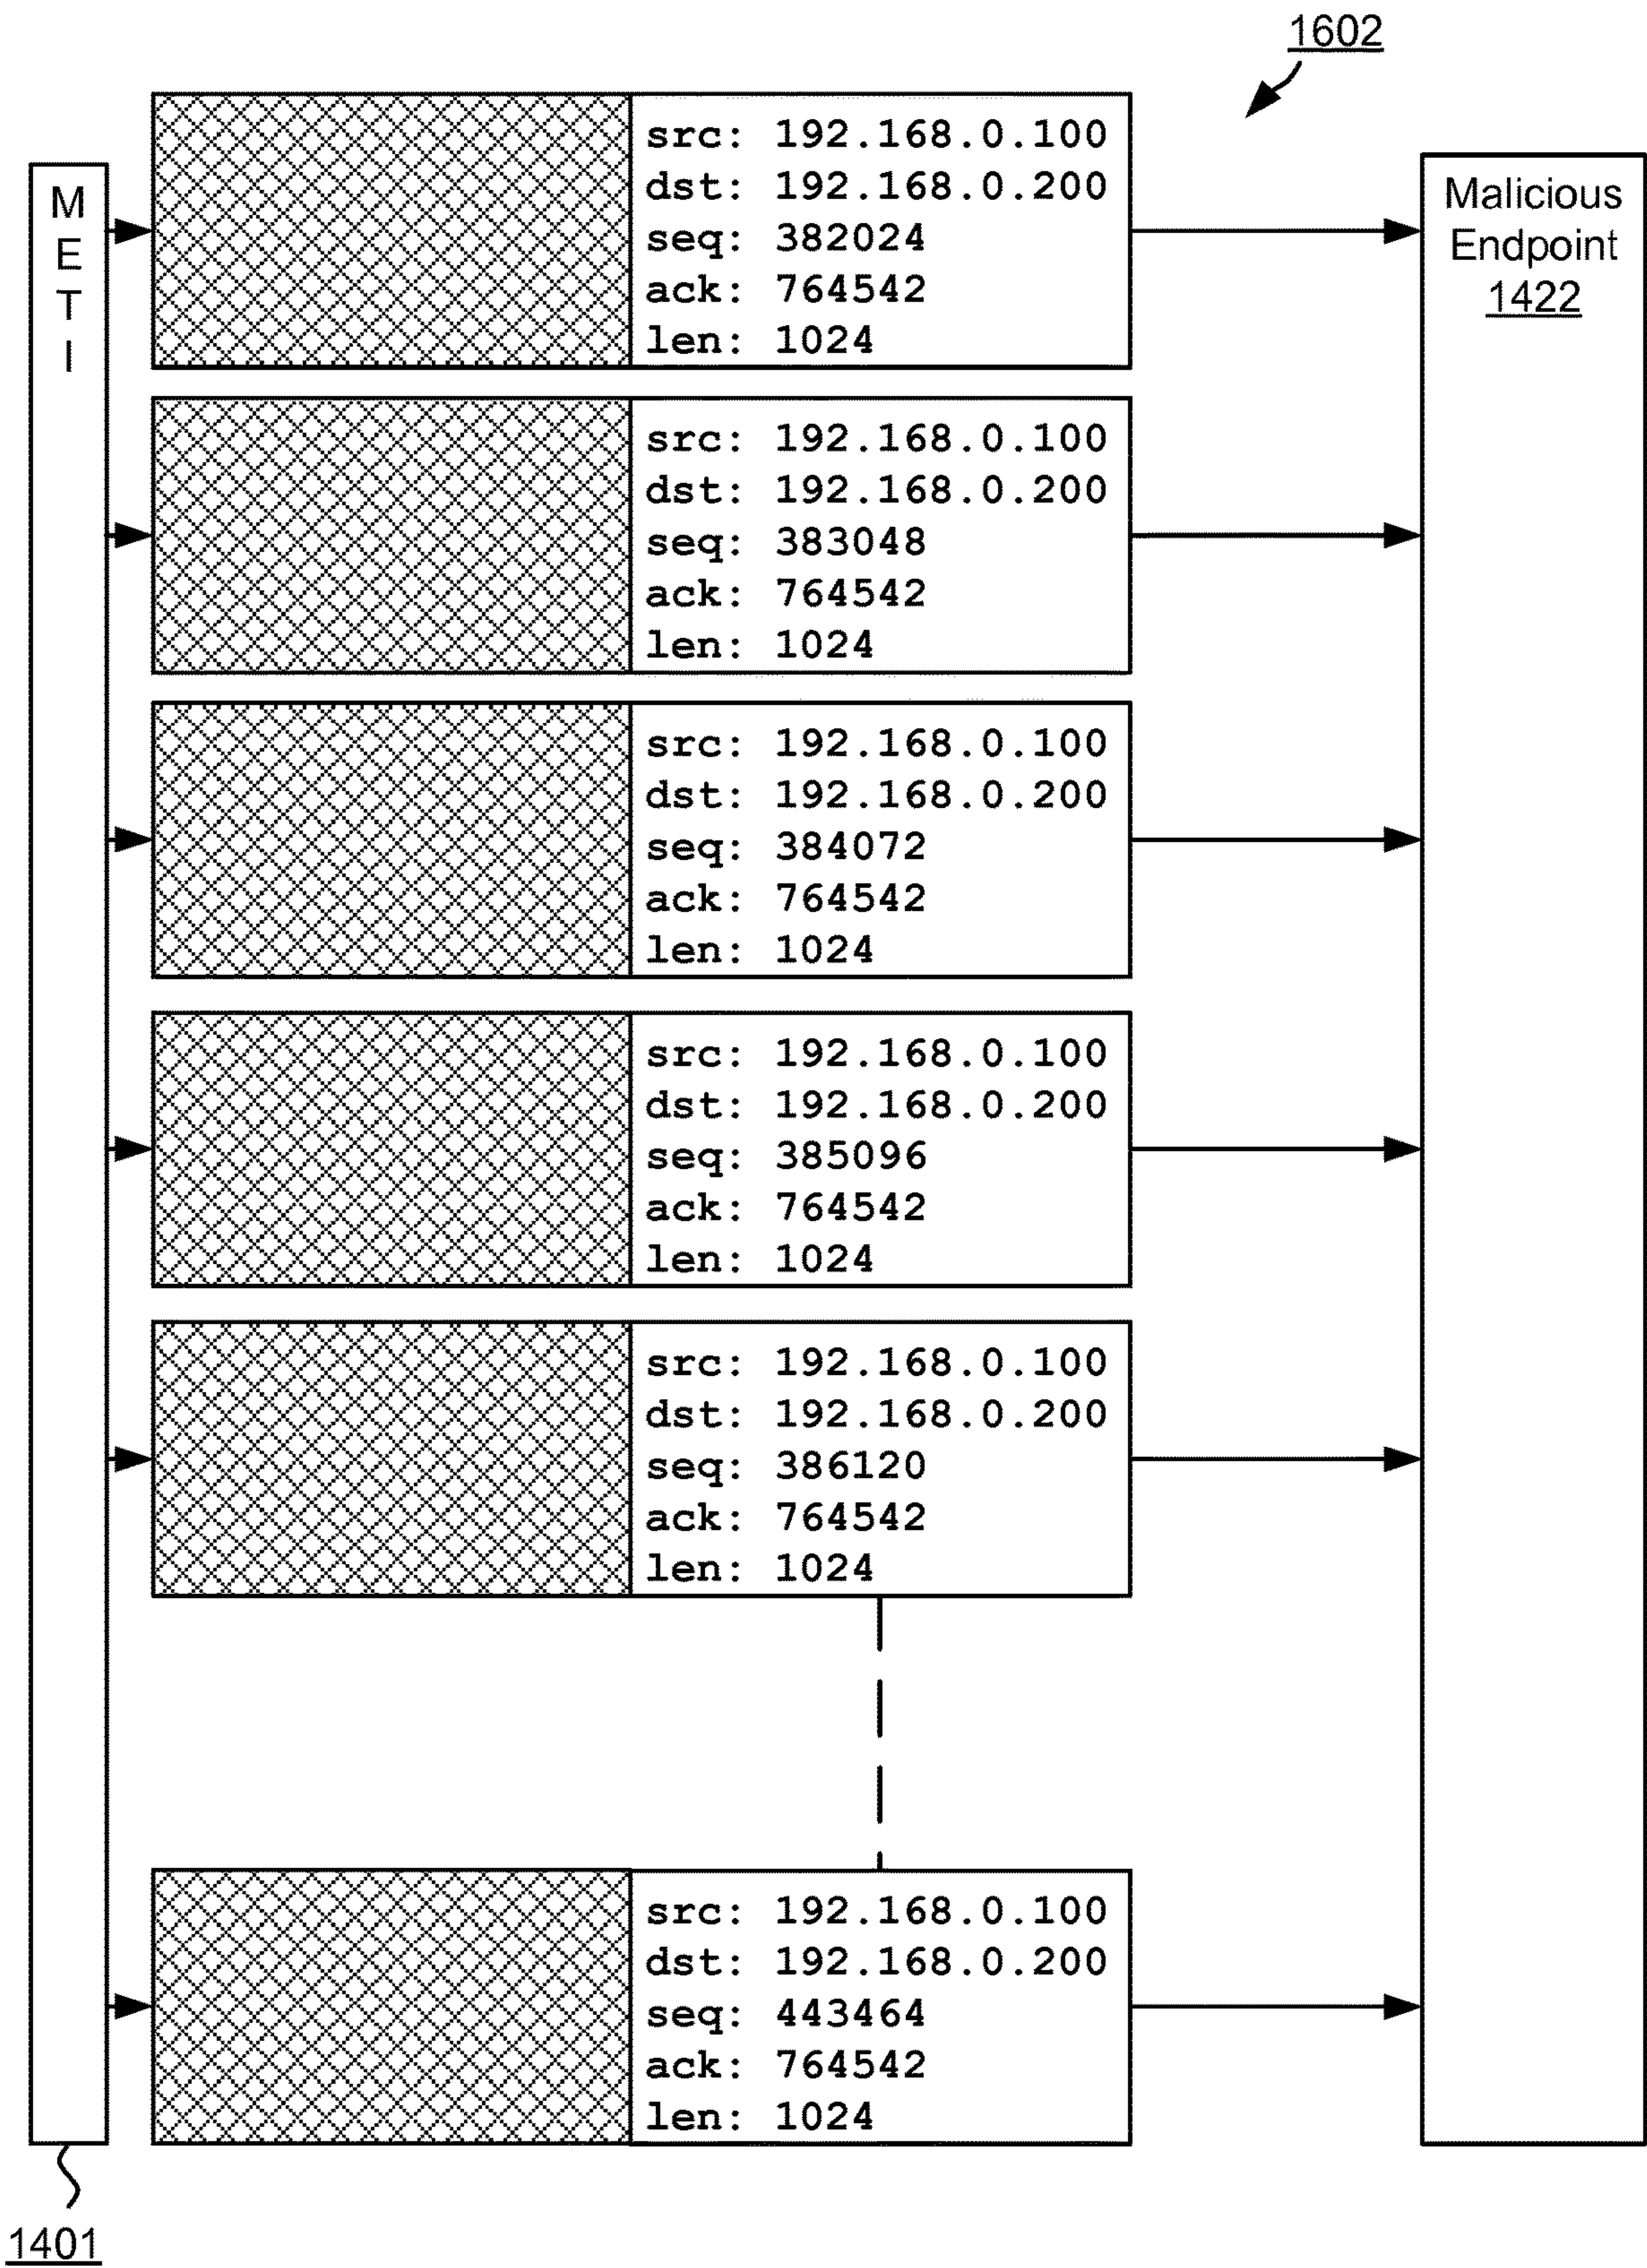 1602
M
E
T
I
src: 192.168.0.100
dst: 192.168.0.200
seq: 382024
ack: 764542
len: 1024
Malicious
Endpoint
1422
src: 192.168.0.100
dst: 192.168.0.200
seq: 383048
ack: 764542
len: 1024
src: 192.168.0.100
dst: 192.168.0.200
seq: 384072
ack: 764542
len: 1024
src: 192.168.0.100
dst: 192.168.0.200
seq: 385096
ack: 764542
len: 1024
src: 192.168.0.100
dst: 192.168.0.200
seq: 386120
ack: 764542
len: 1024
src: 192.168.0.100
dst: 192.168.0.200
seq: 443464
ack: 764542
len: 1024
1401